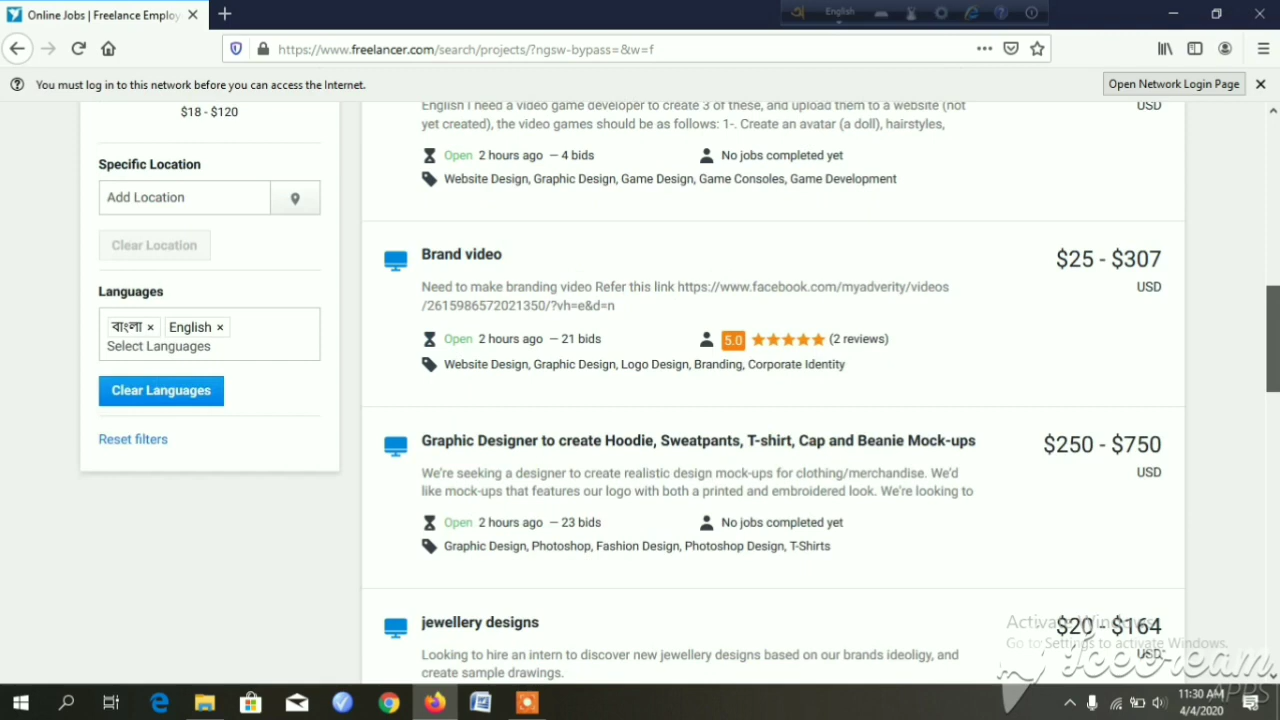 Online Jobs | Freelance Employ
English
https://www.freelancer.com/search/projects/?ngsw-bypass=&w=f
You must log in to this network before you can access the Internet.
Open Network Login Page
$18 - $120
Specific Location
Add Location
Clear Location
Languages
বাংলা × English ×
Select Languages
Clear Languages
Reset filters
English I need a video game developer to create 3 of these, and upload them to a website (not
yet created), the video games should be as follows: 1-. Create an avatar (a doll), hairstyles,
USD
Open 2 hours ago – 4 bids
No jobs completed yet
Website Design, Graphic Design, Game Design, Game Consoles, Game Development
Brand video
$25 - $307
USD
Need to make branding video Refer this link https://www.facebook.com/myadverity/videos
/2615986572021350/?vh=e&d=n
Open 2 hours ago – 21 bids
5.0 (2 reviews)
Website Design, Graphic Design, Logo Design, Branding, Corporate Identity
Graphic Designer to create Hoodie, Sweatpants, T-shirt, Cap and Beanie Mock-ups
$250 - $750
USD
We're seeking a designer to create realistic design mock-ups for clothing/merchandise. We'd
like mock-ups that features our logo with both a printed and embroidered look. We're looking to
Open 2 hours ago – 23 bids
No jobs completed yet
Graphic Design, Photoshop, Fashion Design, Photoshop Design, T-Shirts
jewellery designs
$20 - $164
USD
Looking to hire an intern to discover new jewellery designs based on our brands ideoligy, and
create sample drawings.
Activate Windows
Go to Settings to activate Windows.
IceCream
APPS
11:30 AM
4/4/2020